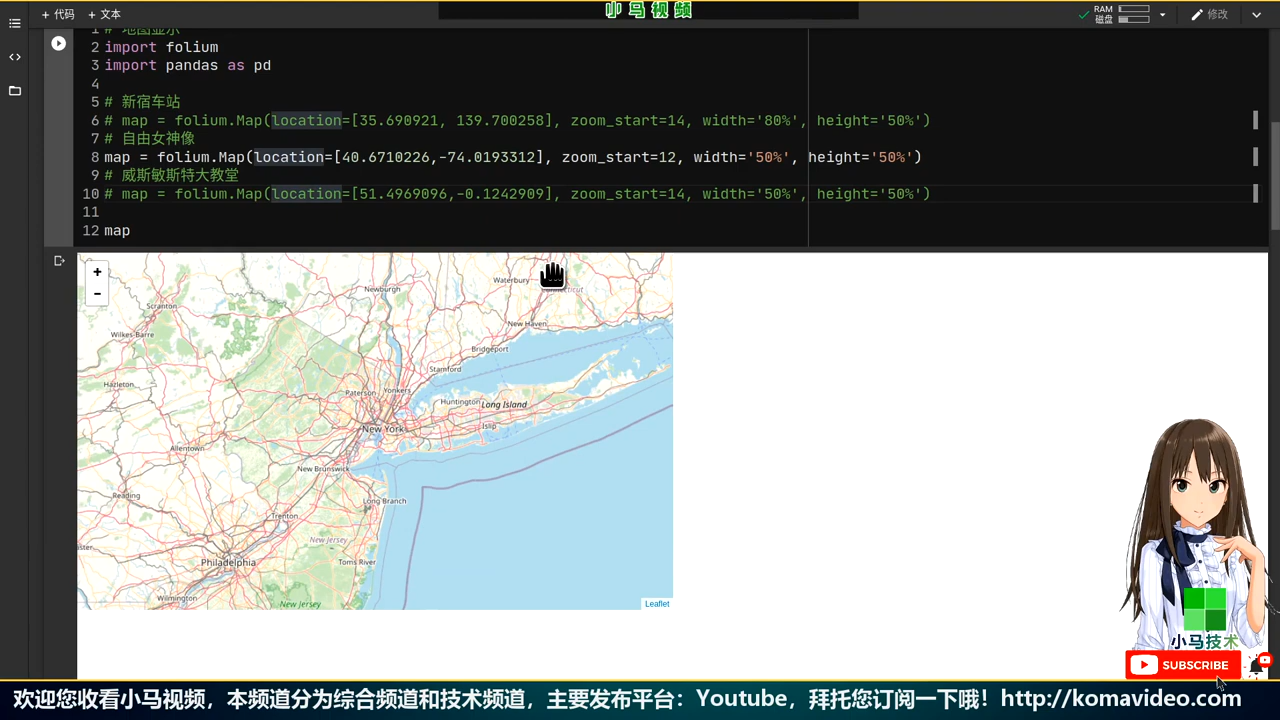 小马视频
+ 代码 + 文本
RAM
磁盘
修改
1 # 地图显示
2 import folium
3 import pandas as pd
4
5 # 新宿车站
6 # map = folium.Map(location=[35.690921, 139.700258], zoom_start=14, width='80%', height='50%')
7 # 自由女神像
8 map = folium.Map(location=[40.6710226,-74.0193312], zoom_start=12, width='50%', height='50%')
9 # 威斯敏斯特大教堂
10 # map = folium.Map(location=[51.4969096,-0.1242909], zoom_start=14, width='50%', height='50%')
11
12 map
+
-
Waterbury
Newburgh
Connecticut
Scranton
New Haven
Wilkes-Barre
Bridgeport
Stamford
Hazleton
Paterson
Yonkers
Huntington
Long Island
New York
Islip
Allentown
New Brunswick
Reading
Long Branch
Trenton
New Jersey
Philadelphia
Toms River
Wilmington
New Jersey
Leaflet
小马技术
SUBSCRIBE
欢迎您收看小马视频，本频道分为综合频道和技术频道，主要发布平台：Youtube，拜托您订阅一下哦！http://komavideo.com